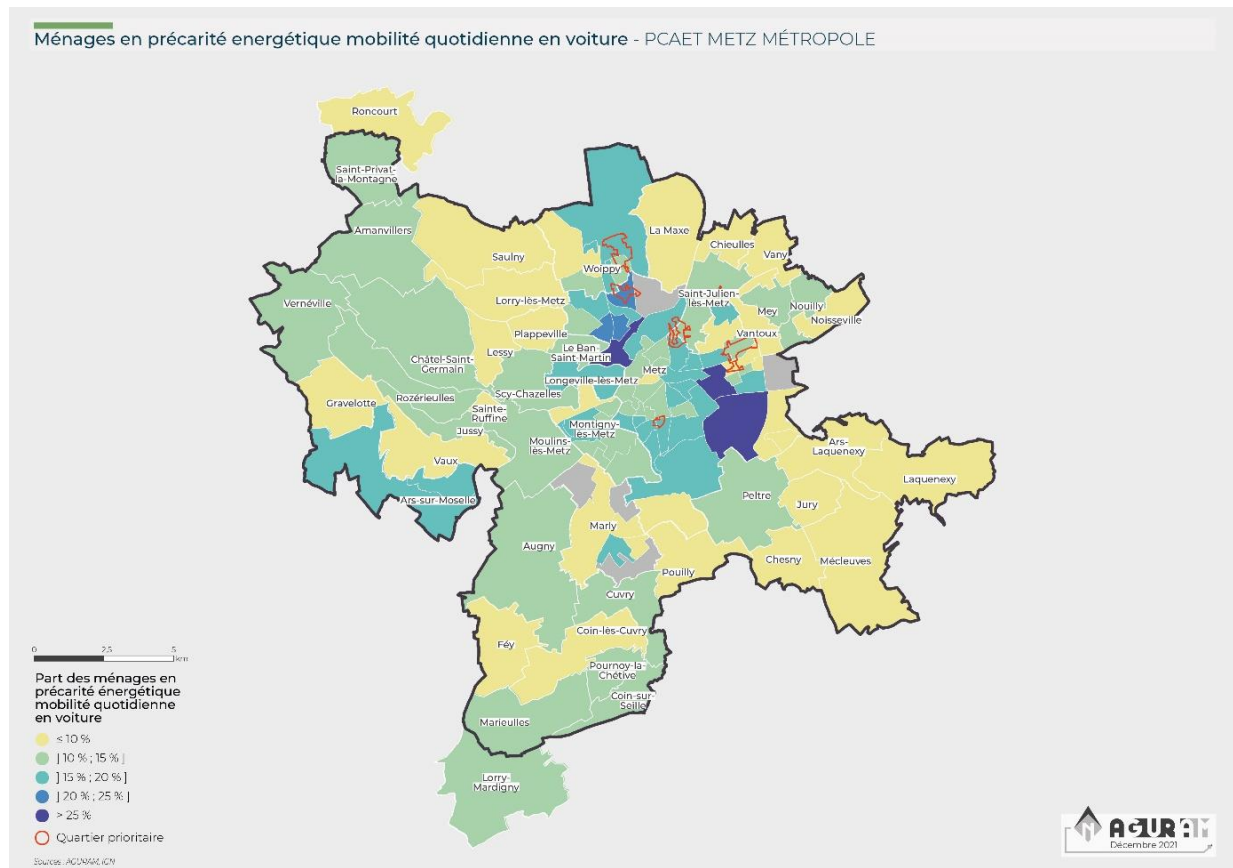 Ménages en précarité energétique mobilité quotidienne en voiture - PCAET METZ MÉTROPOLE
Roncourt
Saint-Privat-
la-Montagne
Amanvillers
Saulny
La Maxe
Chieulles
Vany
Woippy
Vernéville
Lorry-lès-Metz
Saint-Julien-
lès-Metz
Mey
Nouilly
Noisseville
Plappeville
Vantoux
Lessy
Le Ban
Saint-Martin
Châtel-Saint-
Germain
Metz
Longeville-lès-Metz
Scy-Chazelles
Gravelotte
Rozérieulles
Sainte-
Ruffine
Jussy
Montigny-
lès-Metz
Moulins-
lès-Metz
Vaux
Ars-
Laquenexy
Laquenexy
Ars-sur-Moselle
Peltre
Jury
Marly
Augny
Pouilly
Chesny
Mécleuves
Cuvry
Coin-lès-Cuvry
Féy
Pournoy-la-
Chétive
Coin-sur-
Seille
Marieulles
Lorry-
Mardigny
0 2,5 5
km
Part des ménages en
précarité énergétique
mobilité quotidienne
en voiture
≤ 10 %
] 10 % ; 15 % ]
] 15 % ; 20 % ]
] 20 % ; 25 % ]
> 25 %
Quartier prioritaire
Sources : AGURAM, IGN
N
AGURAM
Décembre 2021